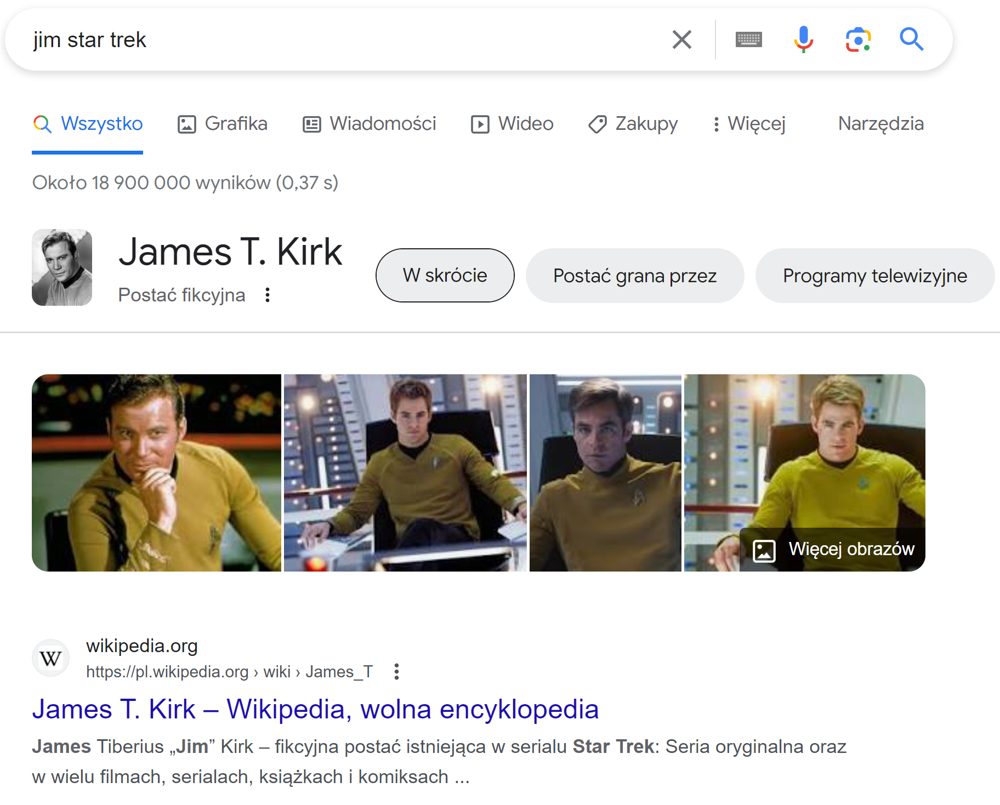 jim star trek
Wszystko Grafika Wiadomości Wideo Zakupy Więcej Narzędzia
Około 18 900 000 wyników (0,37 s)
James T. Kirk
Postać fikcyjna
W skrócie Postać grana przez Programy telewizyjne
Więcej obrazów
W
wikipedia.org
https://pl.wikipedia.org › wiki › James_T
James T. Kirk – Wikipedia, wolna encyklopedia
James Tiberius „Jim” Kirk – fikcyjna postać istniejąca w serialu Star Trek: Seria oryginalna oraz
w wielu filmach, serialach, książkach i komiksach ...